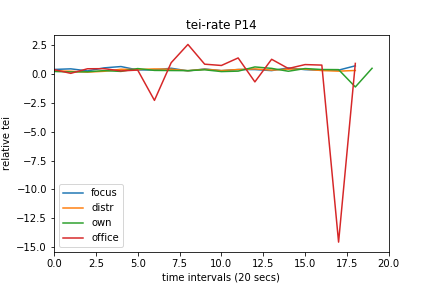 tei-rate P14
relative tei
2.5
0.0
−2.5
−5.0
−7.5
−10.0
−12.5
−15.0
focus
distr
own
office
0.0 2.5 5.0 7.5 10.0 12.5 15.0 17.5 20.0
time intervals (20 secs)